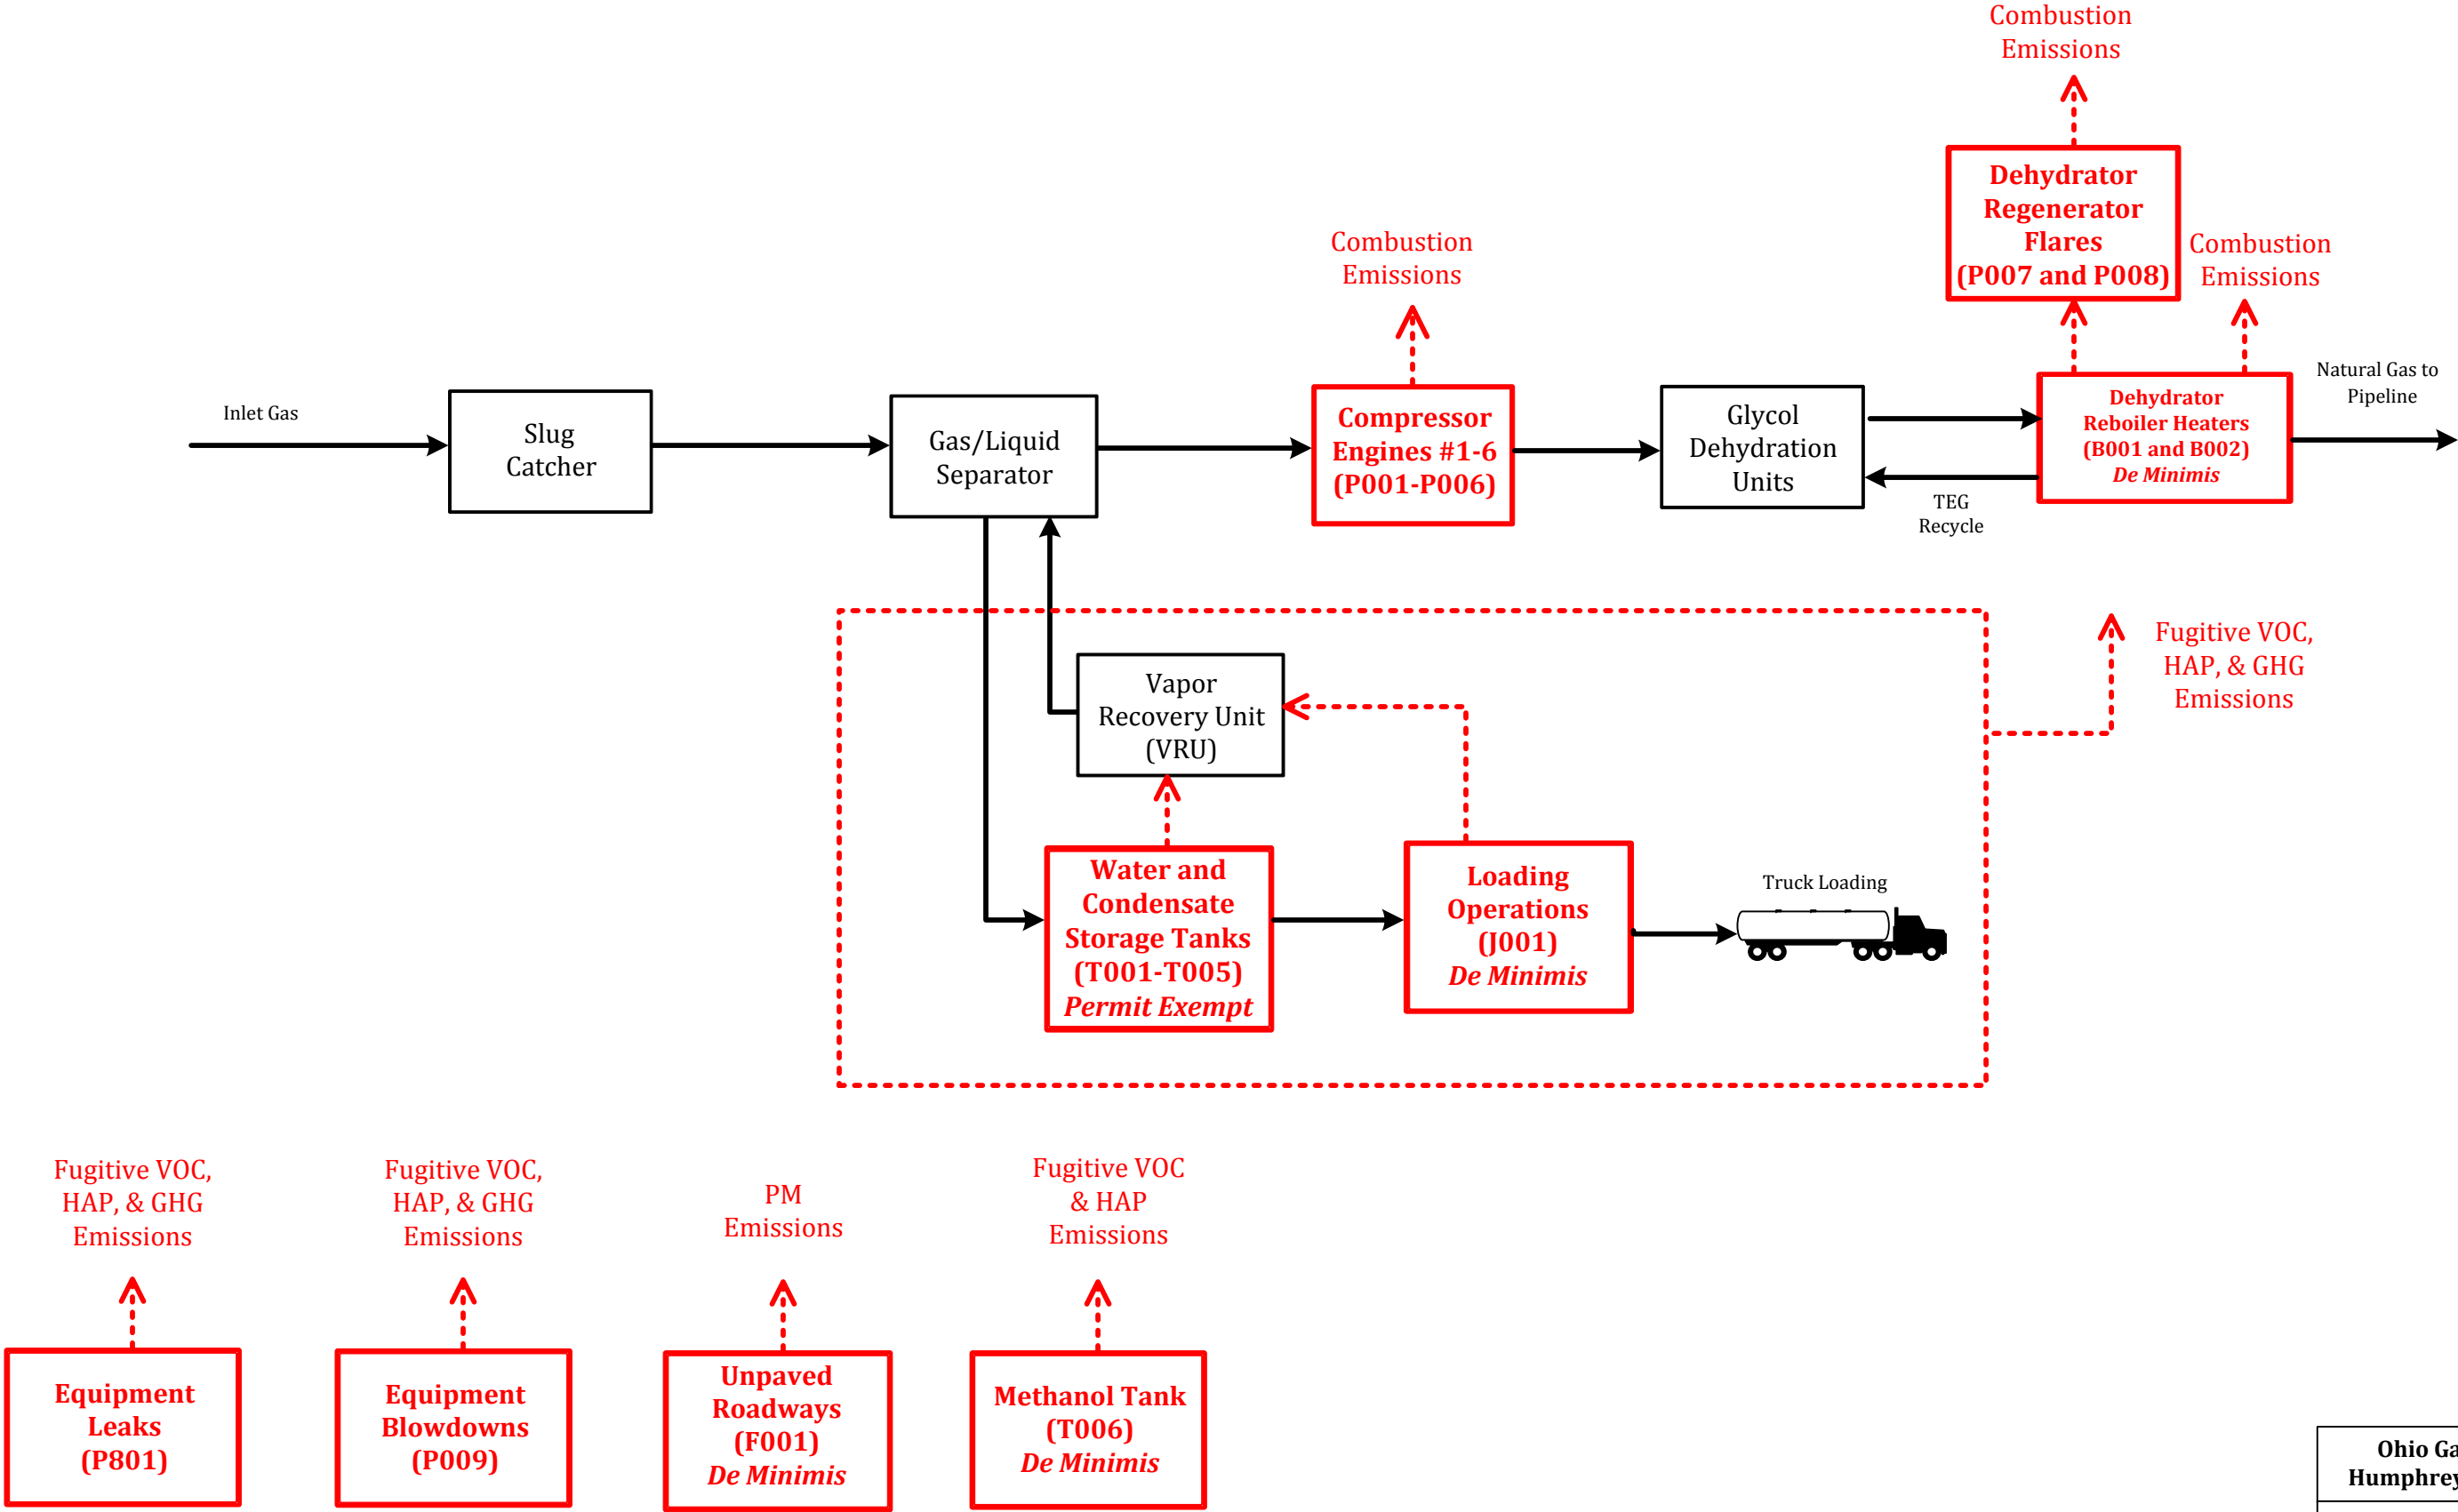 Combustion
Emissions
Dehydrator
Regenerator
Flares
(P007 and P008)
Combustion
Emissions
Combustion
Emissions
Inlet Gas
Slug
Catcher
Gas/Liquid
Separator
Compressor
Engines #1-6
(P001-P006)
Glycol
Dehydration
Units
TEG
Recycle
Dehydrator
Reboiler Heaters
(B001 and B002)
De Minimis
Natural Gas to
Pipeline
Fugitive VOC,
HAP, & GHG
Emissions
Vapor
Recovery Unit
(VRU)
Water and
Condensate
Storage Tanks
(T001-T005)
Permit Exempt
Loading
Operations
(J001)
De Minimis
Truck Loading
Fugitive VOC,
HAP, & GHG
Emissions
Fugitive VOC,
HAP, & GHG
Emissions
PM
Emissions
Fugitive VOC
& HAP
Emissions
Equipment
Leaks
(P801)
Equipment
Blowdowns
(P009)
Unpaved
Roadways
(F001)
De Minimis
Methanol Tank
(T006)
De Minimis
Ohio